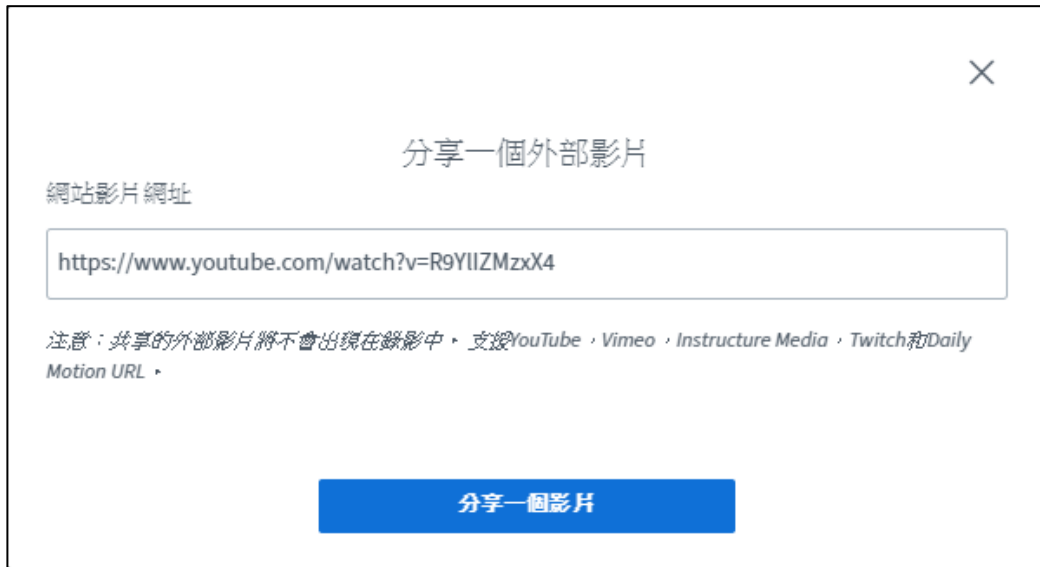 分享一個外部影片
網站影片網址
https://www.youtube.com/watch?v=R9YlIZMzxX4
注意：共享的外部影片將不會出現在錄影中。 支援YouTube，Vimeo，Instructure Media，Twitch和Daily
Motion URL。
分享一個影片